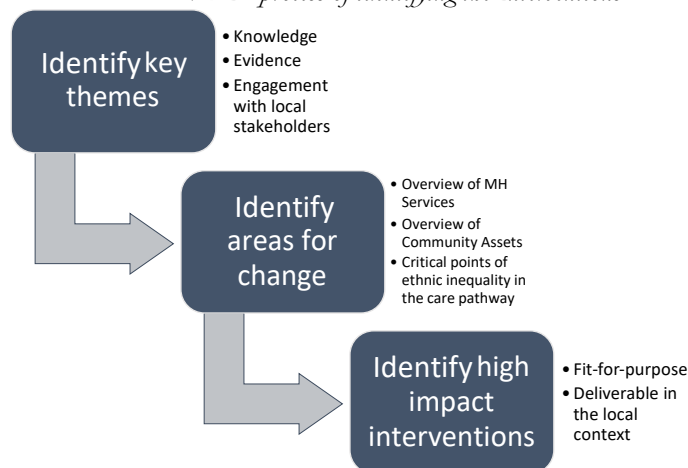 Identify key
themes
• Knowledge
• Evidence
• Engagement
with local
stakeholders
Identify
areas for
change
• Overview of MH
Services
• Overview of
Community Assets
• Critical points of
ethnic inequality in
the care pathway
Identify high
impact
interventions
• Fit-for-purpose
• Deliverable in
the local
context